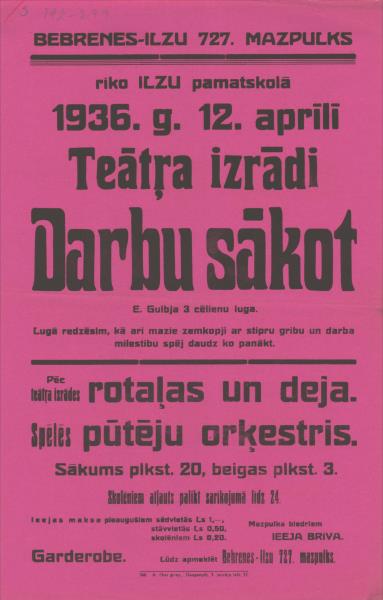 BEBRENES-ILZU 727. MAZPULKS
rīko ILZU pamatskolā
1936. g. 12. aprīlī
Teātŗa izrādi
Darbu sākot
E. Gulbja 3 cēlienu luga.
Lugā redzēsim, kā arī mazie zemkopji ar stipru gribu un darba
mīlestību spēj daudz ko panākt.
Pēc
teātŗa izrādes rotaļas un deja.
Spēlēs pūtēju orķestris.
Sākums plkst. 20, beigas plkst. 3.
Skolēniem atļauts palikt sarīkojumā līdz 24.
Ieejas maksa pieaugušiem sēdvietās Ls 1,—,
stāvvietās Ls 0,50,
skolēniem Ls 0,20.
Mazpulka biedriem
IEEJA BRĪVA.
Garderobe.
Lūdz apmeklēt Bebrenes-Ilzu 727. mazpulks.